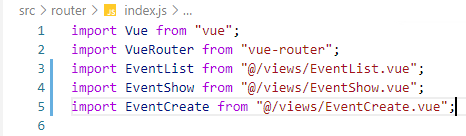 src > router > JS index.js > ...
1 import Vue from "vue";
2 import VueRouter from "vue-router";
3 import EventList from "@/views/EventList.vue";
4 import EventShow from "@/views/EventShow.vue";
5 import EventCreate from "@/views/EventCreate.vue";
6